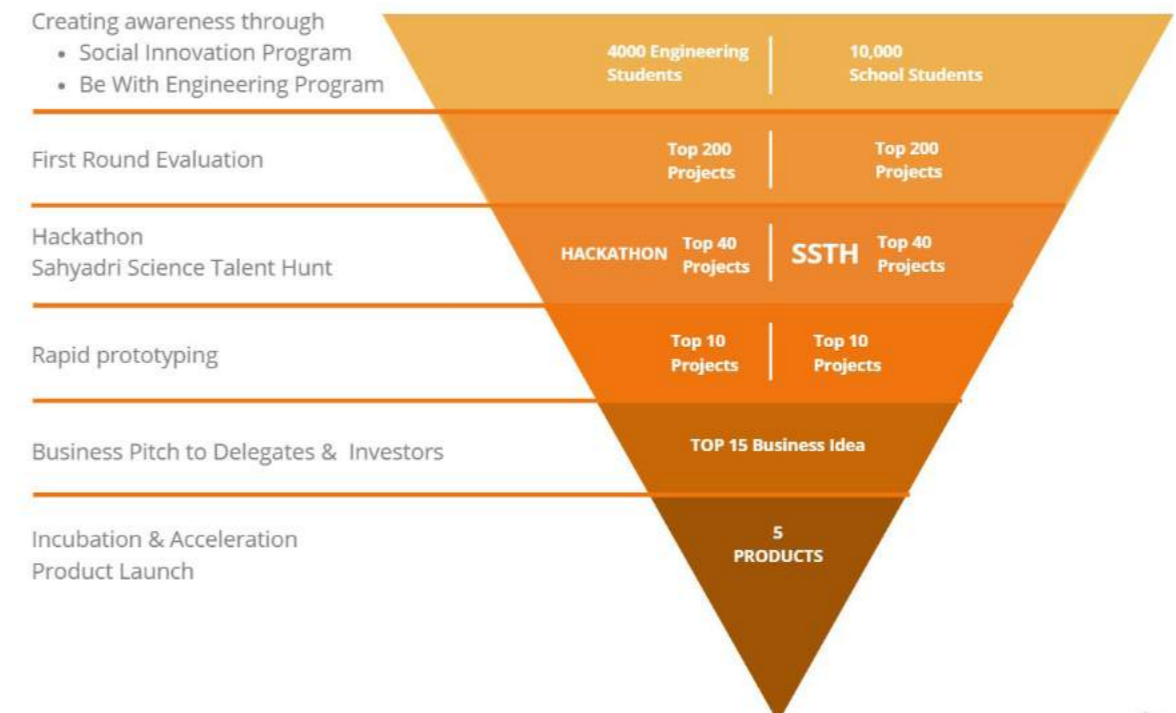 Creating awareness through
• Social Innovation Program
• Be With Engineering Program
4000 Engineering
Students
10,000
School Students
First Round Evaluation
Top 200
Projects
Top 200
Projects
Hackathon
Sahyadri Science Talent Hunt
HACKATHON
Top 40
Projects
SSTH
Top 40
Projects
Rapid prototyping
Top 10
Projects
Top 10
Projects
Business Pitch to Delegates & Investors
TOP 15 Business Idea
Incubation & Acceleration
Product Launch
5
PRODUCTS